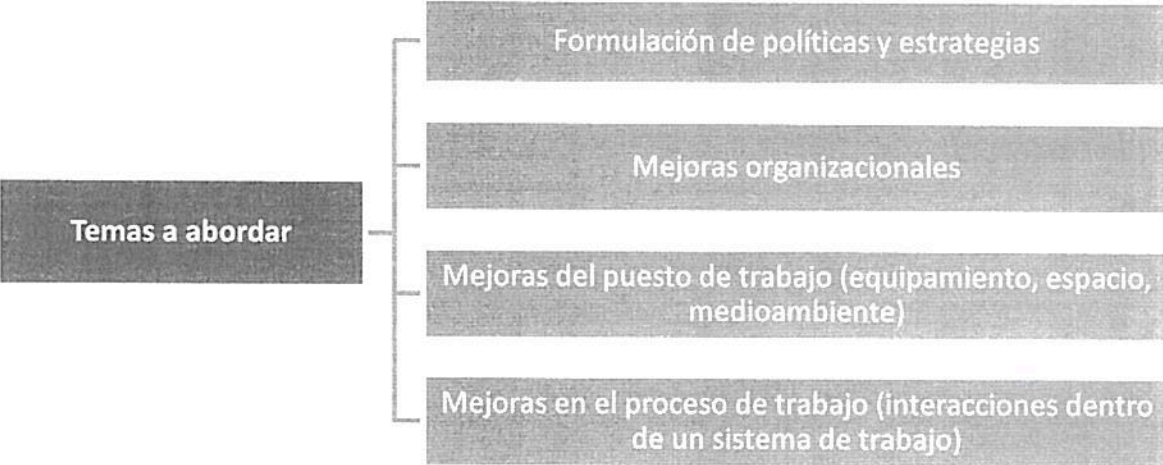 Temas a abordar
Formulación de políticas y estrategias
Mejoras organizacionales
Mejoras del puesto de trabajo (equipamiento, espacio,
medioambiente)
Mejoras en el proceso de trabajo (interacciones dentro
de un sistema de trabajo)